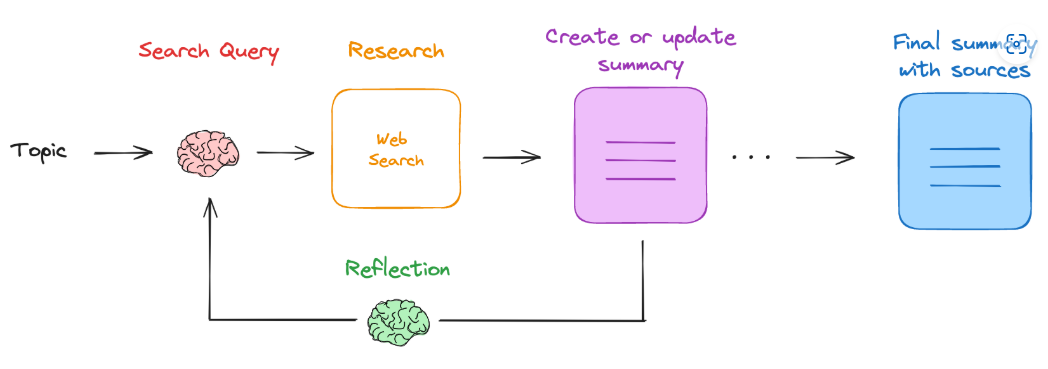 Topic
Search Query
Research
Web
Search
Create or update
summary
. . .
Final summary
with sources
Reflection